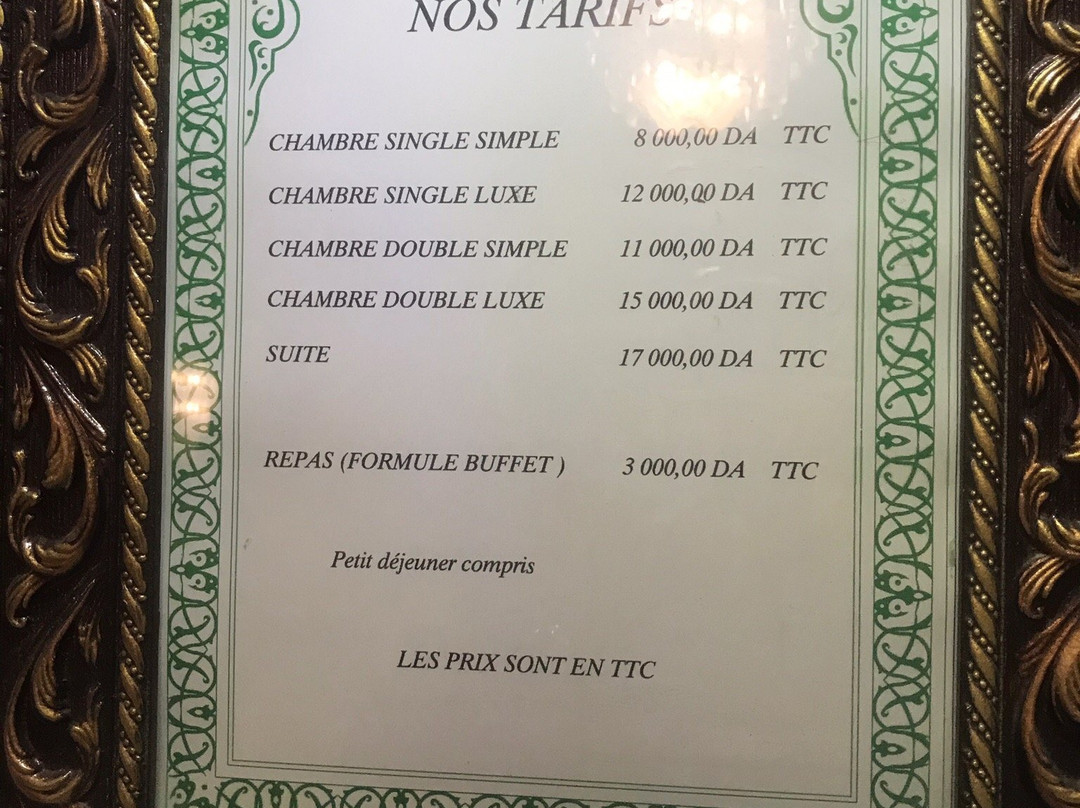 NOS TARIFS
CHAMBRE SINGLE SIMPLE 8 000,00 DA TTC
CHAMBRE SINGLE LUXE 12 000,00 DA TTC
CHAMBRE DOUBLE SIMPLE 11 000,00 DA TTC
CHAMBRE DOUBLE LUXE 15 000,00 DA TTC
SUITE 17 000,00 DA TTC
REPAS (FORMULE BUFFET ) 3 000,00 DA TTC
Petit déjeuner compris
LES PRIX SONT EN TTC